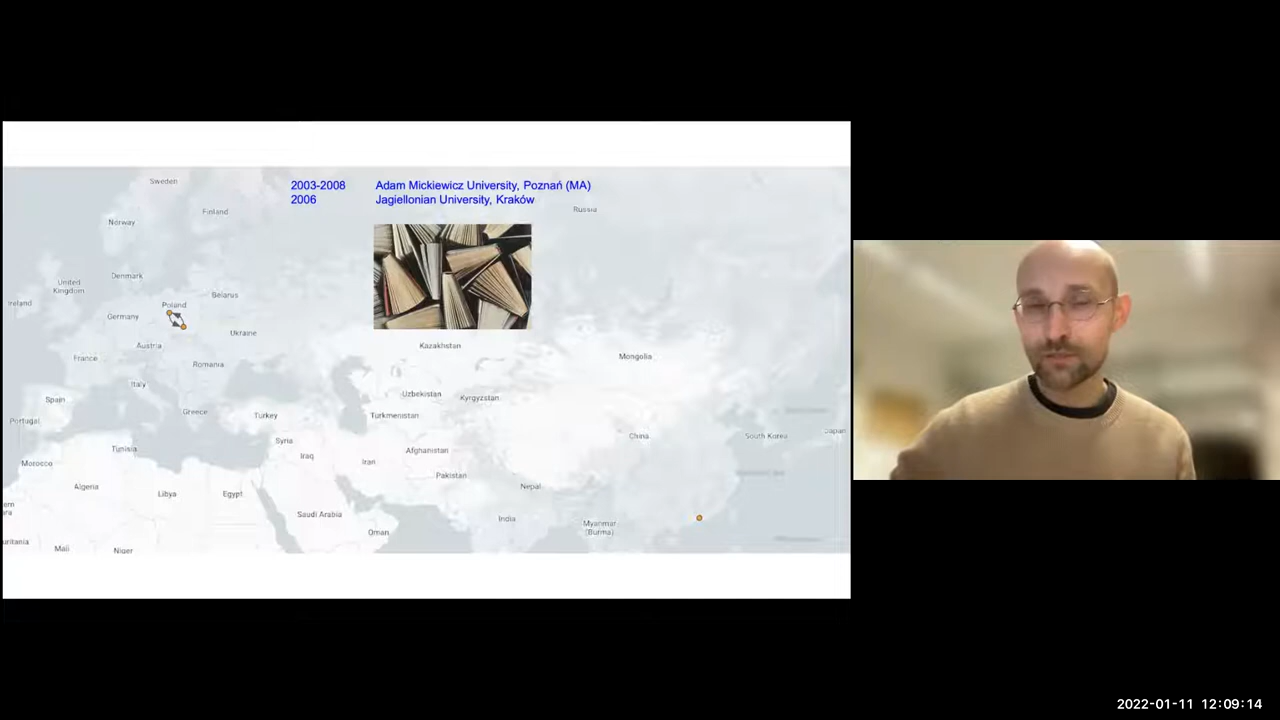 2003-2008 Adam Mickiewicz University, Poznań (MA)
2006 Jagiellonian University, Kraków
Sweden
Russia
Finland
Norway
Denmark
United
Kingdom
Ireland
Poland
Belarus
Germany
Ukraine
Austria
Kazakhstan
France
Romania
Mongolia
Italy
Spain
Uzbekistan
Kyrgyzstan
Greece
Turkey
Turkmenistan
Portugal
Japan
China
South Korea
Syria
Tunisia
Afghanistan
Iraq
Iran
Morocco
Pakistan
Algeria
Nepal
Libya
Egypt
Saudi Arabia
India
Myanmar
(Burma)
Oman
uritania
Mali
Niger
2022-01-11 12:09:14